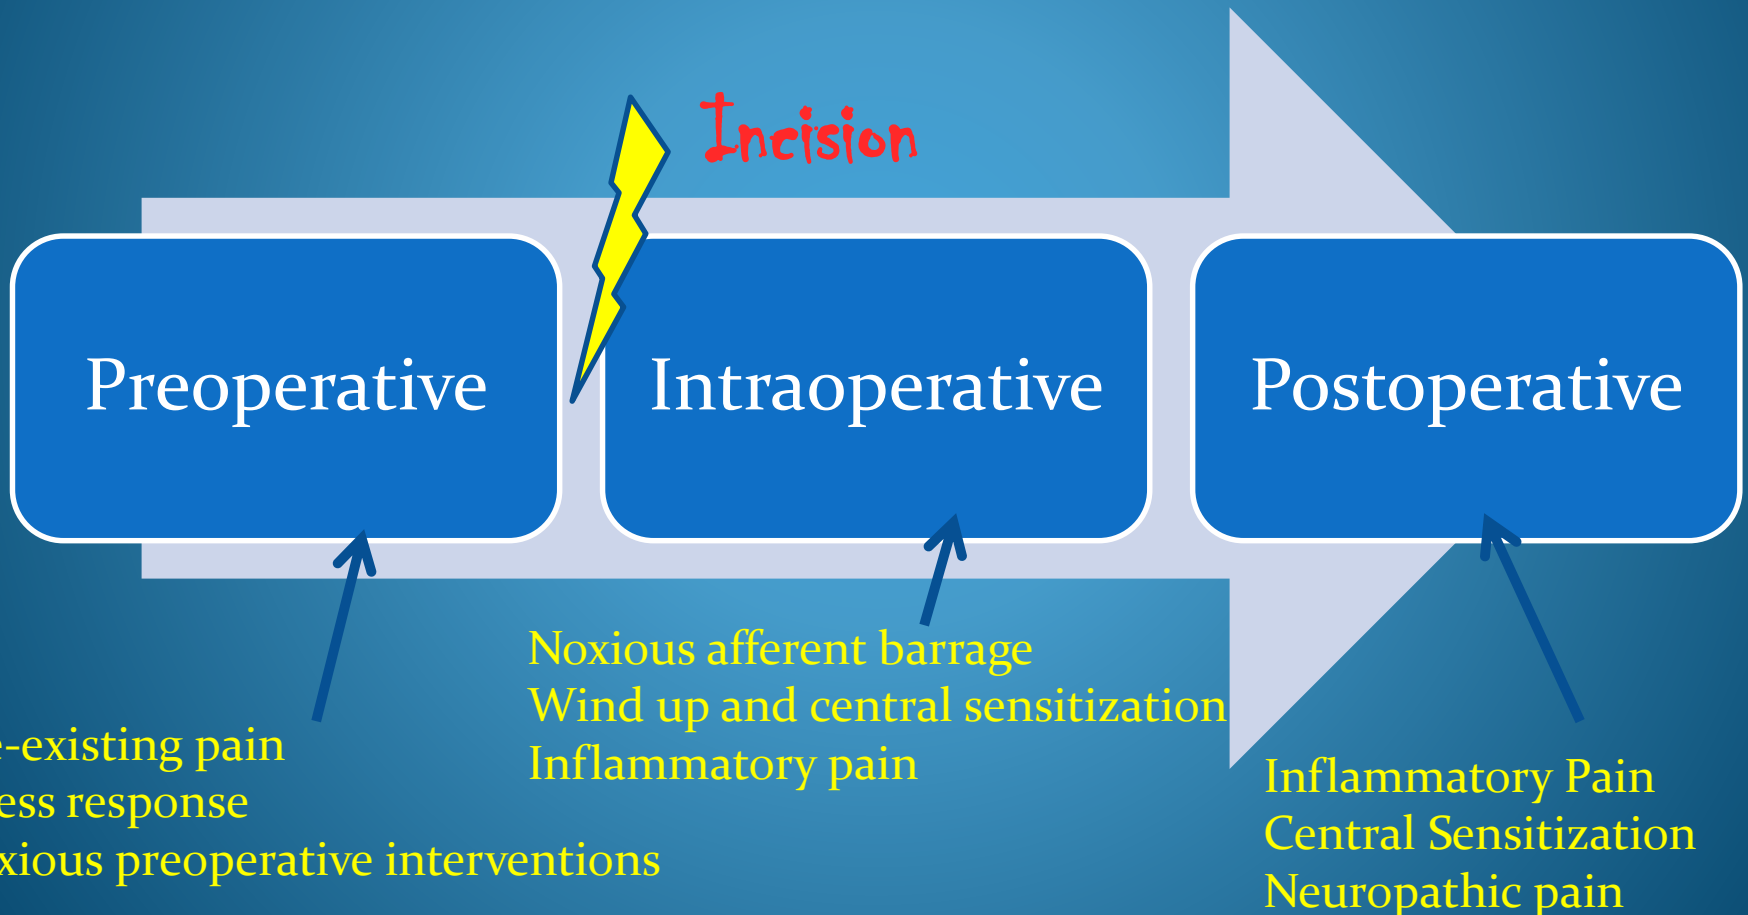 Incision
Preoperative
Intraoperative
Postoperative
Noxious afferent barrage
Wind up and central sensitization
Inflammatory pain
e-existing pain
ess response
xious preoperative interventions
Inflammatory Pain
Central Sensitization
Neuropathic pain